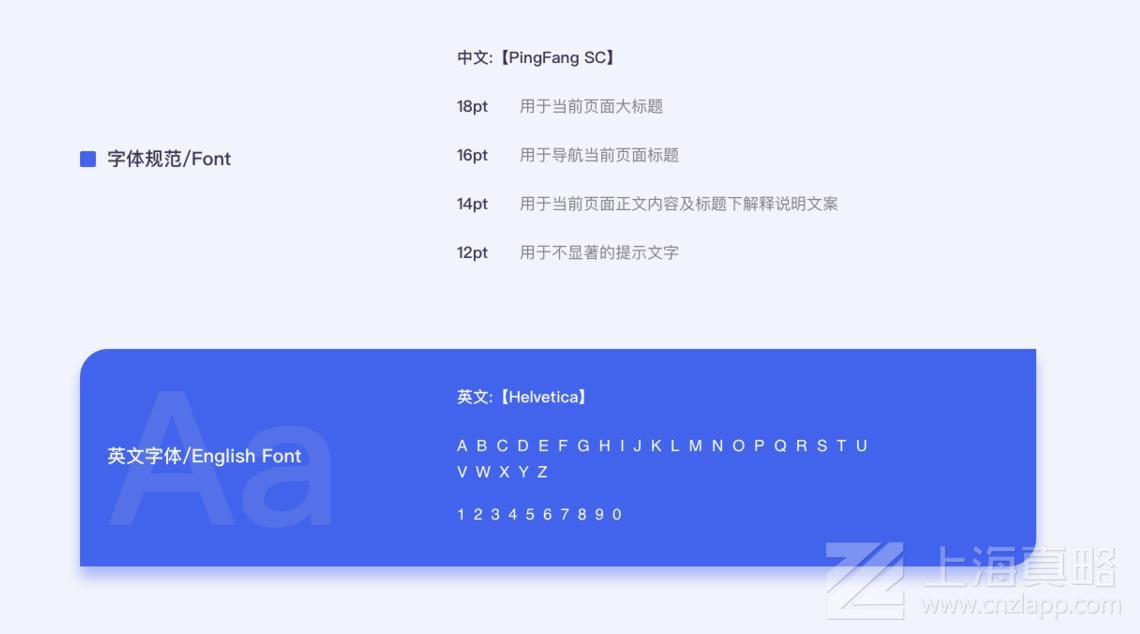 中文:【PingFang SC】
18pt 用于当前页面大标题
字体规范/Font
16pt 用于导航当前页面标题
14pt 用于当前页面正文内容及标题下解释说明文案
12pt 用于不显著的提示文字
Aa
英文字体/English Font
英文:【Helvetica】
A B C D E F G H I J K L M N O P Q R S T U
V W X Y Z
1 2 3 4 5 6 7 8 9 0
上海真略
www.cnzlapp.com